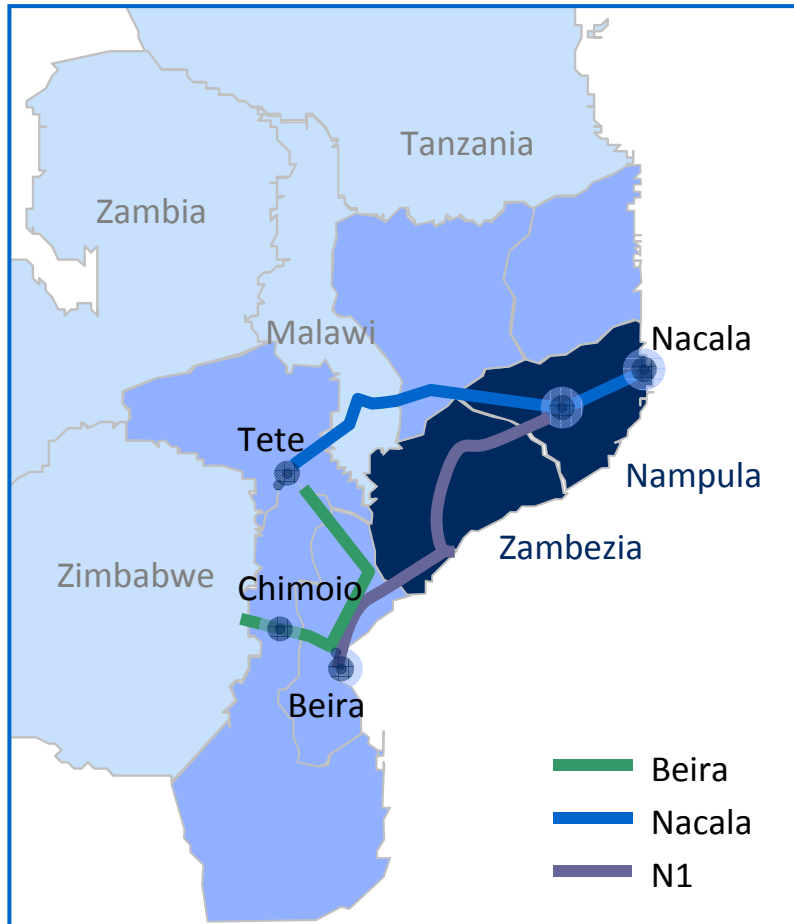 Tanzania
Zambia
Malawi
Nacala
Tete
Nampula
Zambezia
Zimbabwe
Chimoio
Beira
Beira
Nacala
N1